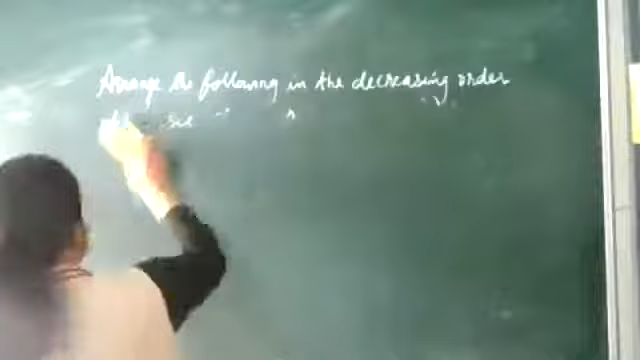 Arrange the following in the decreasing order